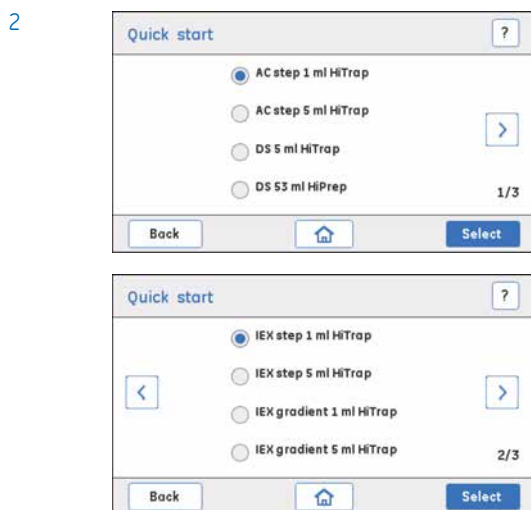 2
Quick start ?
AC step 1 ml HiTrap
AC step 5 ml HiTrap
>
DS 5 ml HiTrap
DS 53 ml HiPrep
1/3
Back Select
Quick start ?
IEX step 1 ml HiTrap
IEX step 5 ml HiTrap
< >
IEX gradient 1 ml HiTrap
IEX gradient 5 ml HiTrap
2/3
Back Select